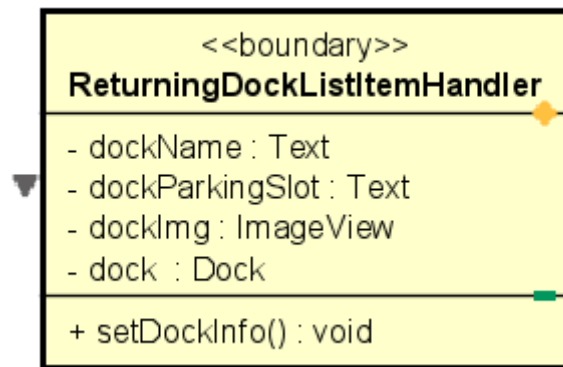 <<boundary>>
ReturningDockListItemHandler
- dockName : Text
- dockParkingSlot : Text
- dockImg : ImageView
- dock : Dock
+ setDockInfo() : void